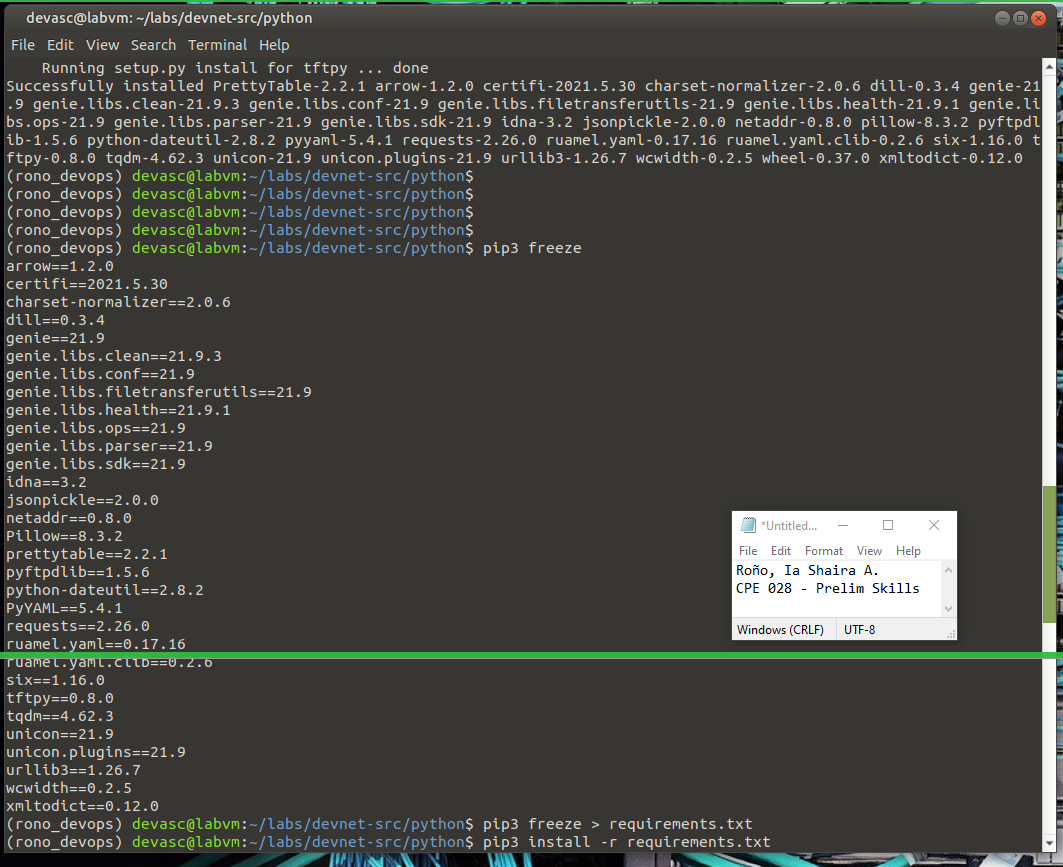 devasc@labvm: ~/labs/devnet-src/python
File Edit View Search Terminal Help
    Running setup.py install for tftpy ... done
Successfully installed PrettyTable-2.2.1 arrow-1.2.0 certifi-2021.5.30 charset-normalizer-2.0.6 dill-0.3.4 genie-21
.9 genie.libs.clean-21.9.3 genie.libs.conf-21.9 genie.libs.filetransferutils-21.9 genie.libs.health-21.9.1 genie.li
bs.ops-21.9 genie.libs.parser-21.9 genie.libs.sdk-21.9 idna-3.2 jsonpickle-2.0.0 netaddr-0.8.0 pillow-8.3.2 pyftpdl
ib-1.5.6 python-dateutil-2.8.2 pyyaml-5.4.1 requests-2.26.0 ruamel.yaml-0.17.16 ruamel.yaml.clib-0.2.6 six-1.16.0 t
ftpy-0.8.0 tqdm-4.62.3 unicon-21.9 unicon.plugins-21.9 urllib3-1.26.7 wcwidth-0.2.5 wheel-0.37.0 xmltodict-0.12.0
(rono_devops) devasc@labvm:~/labs/devnet-src/python$
(rono_devops) devasc@labvm:~/labs/devnet-src/python$
(rono_devops) devasc@labvm:~/labs/devnet-src/python$
(rono_devops) devasc@labvm:~/labs/devnet-src/python$
(rono_devops) devasc@labvm:~/labs/devnet-src/python$ pip3 freeze
arrow==1.2.0
certifi==2021.5.30
charset-normalizer==2.0.6
dill==0.3.4
genie==21.9
genie.libs.clean==21.9.3
genie.libs.conf==21.9
genie.libs.filetransferutils==21.9
genie.libs.health==21.9.1
genie.libs.ops==21.9
genie.libs.parser==21.9
genie.libs.sdk==21.9
idna==3.2
jsonpickle==2.0.0
netaddr==0.8.0
Pillow==8.3.2
prettytable==2.2.1
pyftpdlib==1.5.6
python-dateutil==2.8.2
PyYAML==5.4.1
requests==2.26.0
ruamel.yaml==0.17.16
ruamel.yaml.clib==0.2.6
six==1.16.0
tftpy==0.8.0
tqdm==4.62.3
unicon==21.9
unicon.plugins==21.9
urllib3==1.26.7
wcwidth==0.2.5
xmltodict==0.12.0
(rono_devops) devasc@labvm:~/labs/devnet-src/python$ pip3 freeze > requirements.txt
(rono_devops) devasc@labvm:~/labs/devnet-src/python$ pip3 install -r requirements.txt
*Untitled...
File Edit Format View Help
Roño, Ia Shaira A.
CPE 028 - Prelim Skills
Windows (CRLF) UTF-8